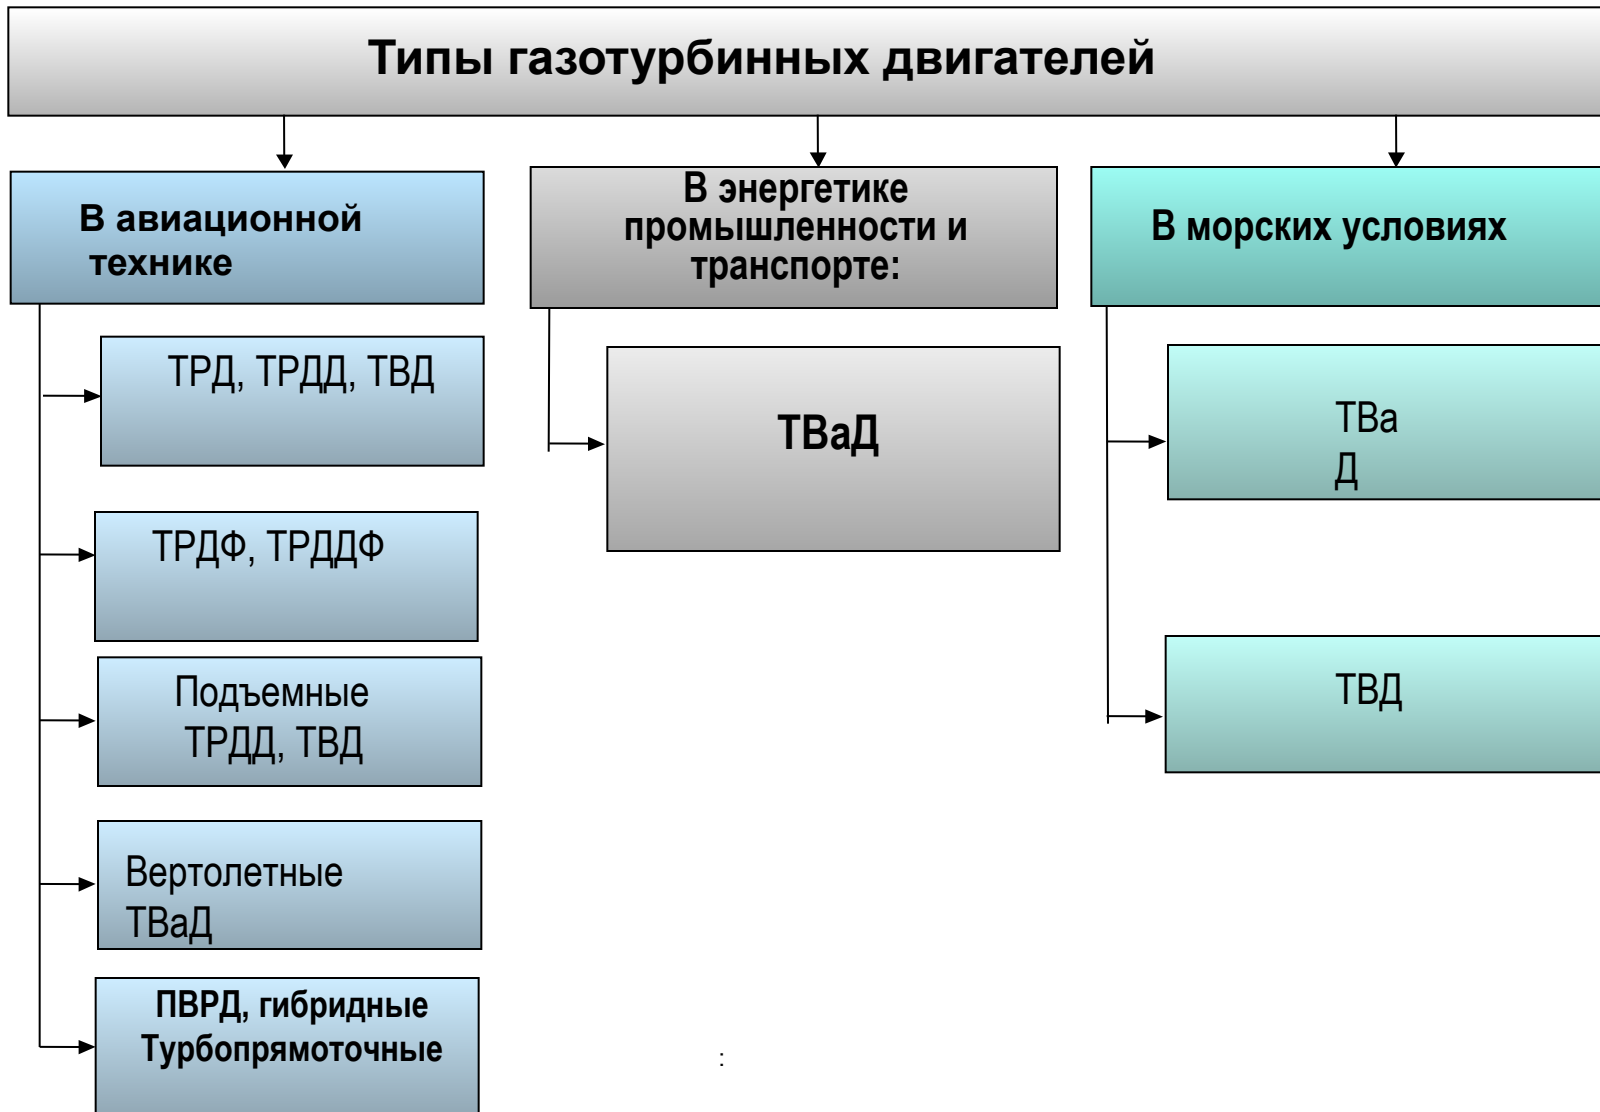 Типы газотурбинных двигателей
В авиационной
технике
ТРД, ТРДД, ТВД
ТРДФ, ТРДДФ
Подъемные
ТРДД, ТВД
Вертолетные
ТВаД
ПВРД, гибридные
Турбопрямоточные
В энергетике
промышленности и
транспорте:
ТВаД
В морских условиях
ТВа
Д
ТВД
: